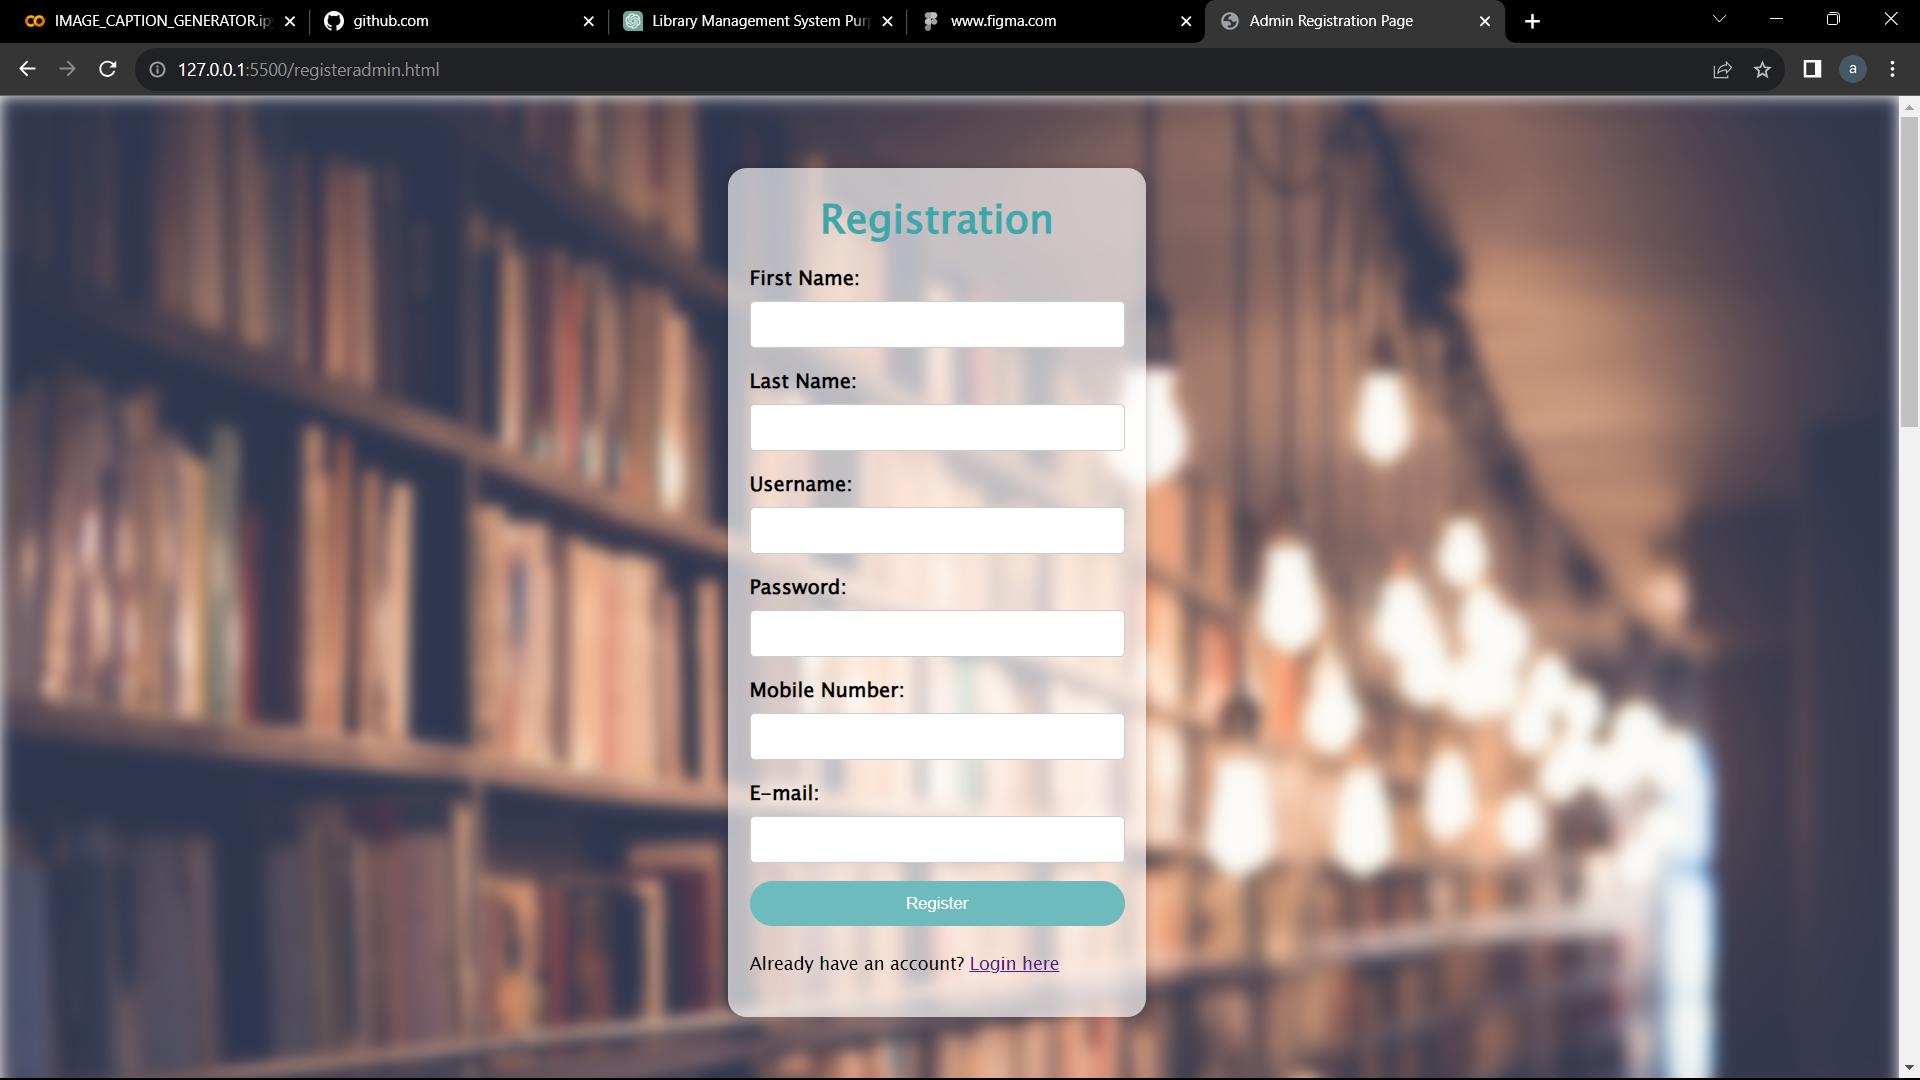 IMAGE_CAPTION_GENERATOR.ip
github.com
Library Management System Pur
www.figma.com
Admin Registration Page
127.0.0.1:5500/registeradmin.html
a
Registration
First Name:
Last Name:
Username:
Password:
Mobile Number:
E-mail:
Register
Already have an account? Login here